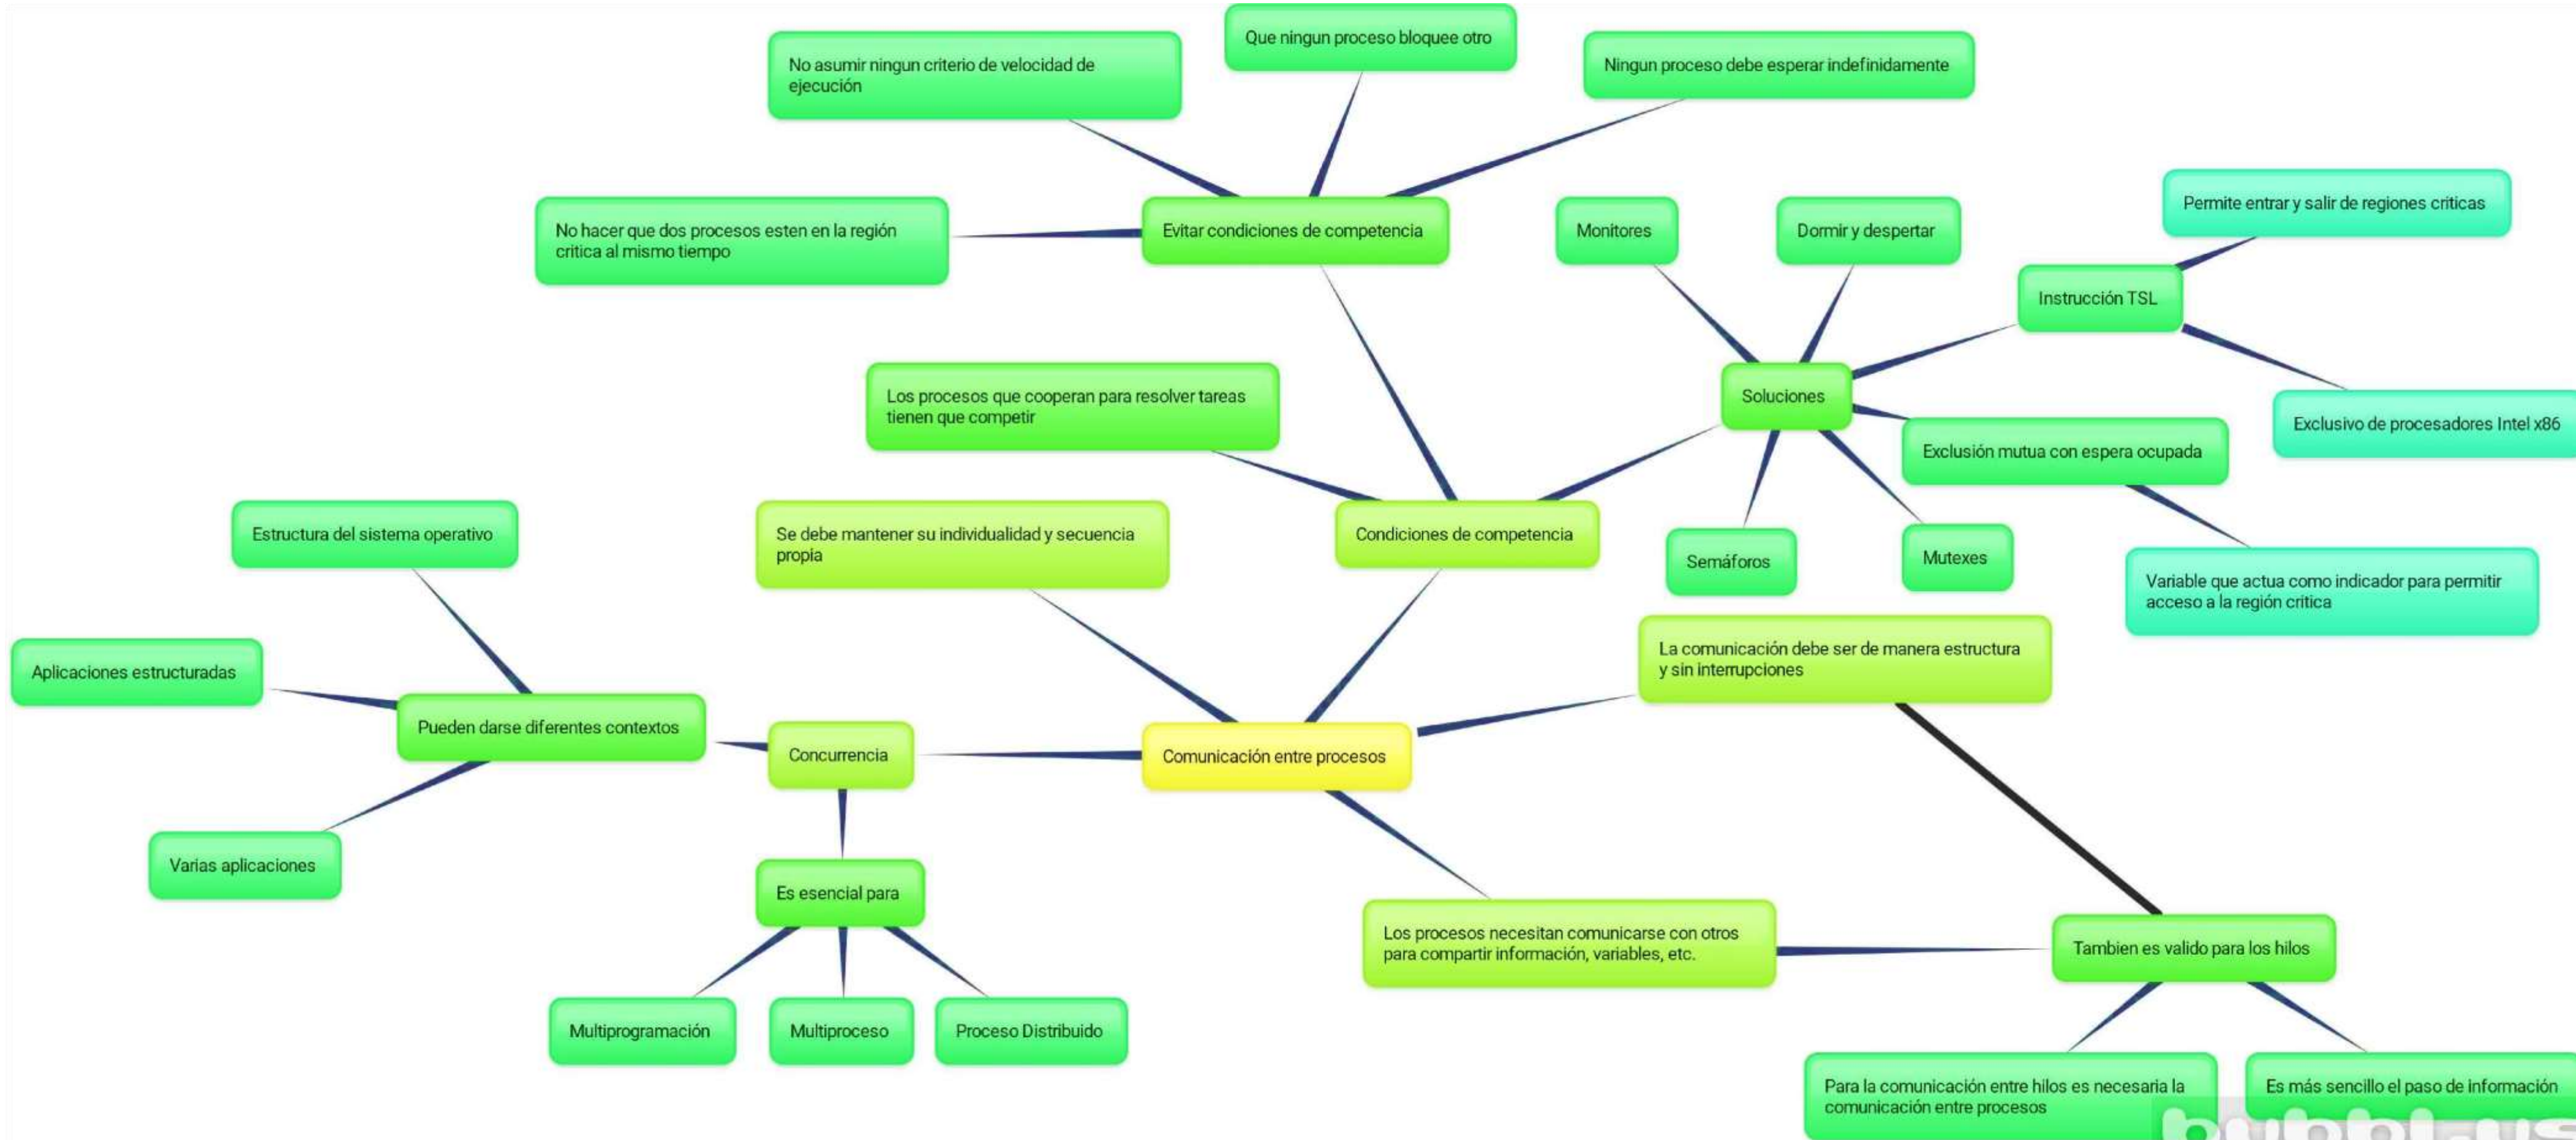 Que ningun proceso bloquee otro
No asumir ningun criterio de velocidad de
ejecución
Ningun proceso debe esperar indefinidamente
No hacer que dos procesos esten en la región
critica al mismo tiempo
Evitar condiciones de competencia
Monitores
Dormir y despertar
Permite entrar y salir de regiones criticas
Instrucción TSL
Los procesos que cooperan para resolver tareas
tienen que competir
Soluciones
Exclusivo de procesadores Intel x86
Exclusión mutua con espera ocupada
Estructura del sistema operativo
Se debe mantener su individualidad y secuencia
propia
Condiciones de competencia
Semáforos
Mutexes
Variable que actua como indicador para permitir
acceso a la región critica
Aplicaciones estructuradas
La comunicación debe ser de manera estructura
y sin interrupciones
Pueden darse diferentes contextos
Concurrencia
Comunicación entre procesos
Varias aplicaciones
Es esencial para
Los procesos necesitan comunicarse con otros
para compartir información, variables, etc.
Tambien es valido para los hilos
Multiprogramación
Multiproceso
Proceso Distribuido
Para la comunicación entre hilos es necesaria la
comunicación entre procesos
Es más sencillo el paso de información
bubbl.us